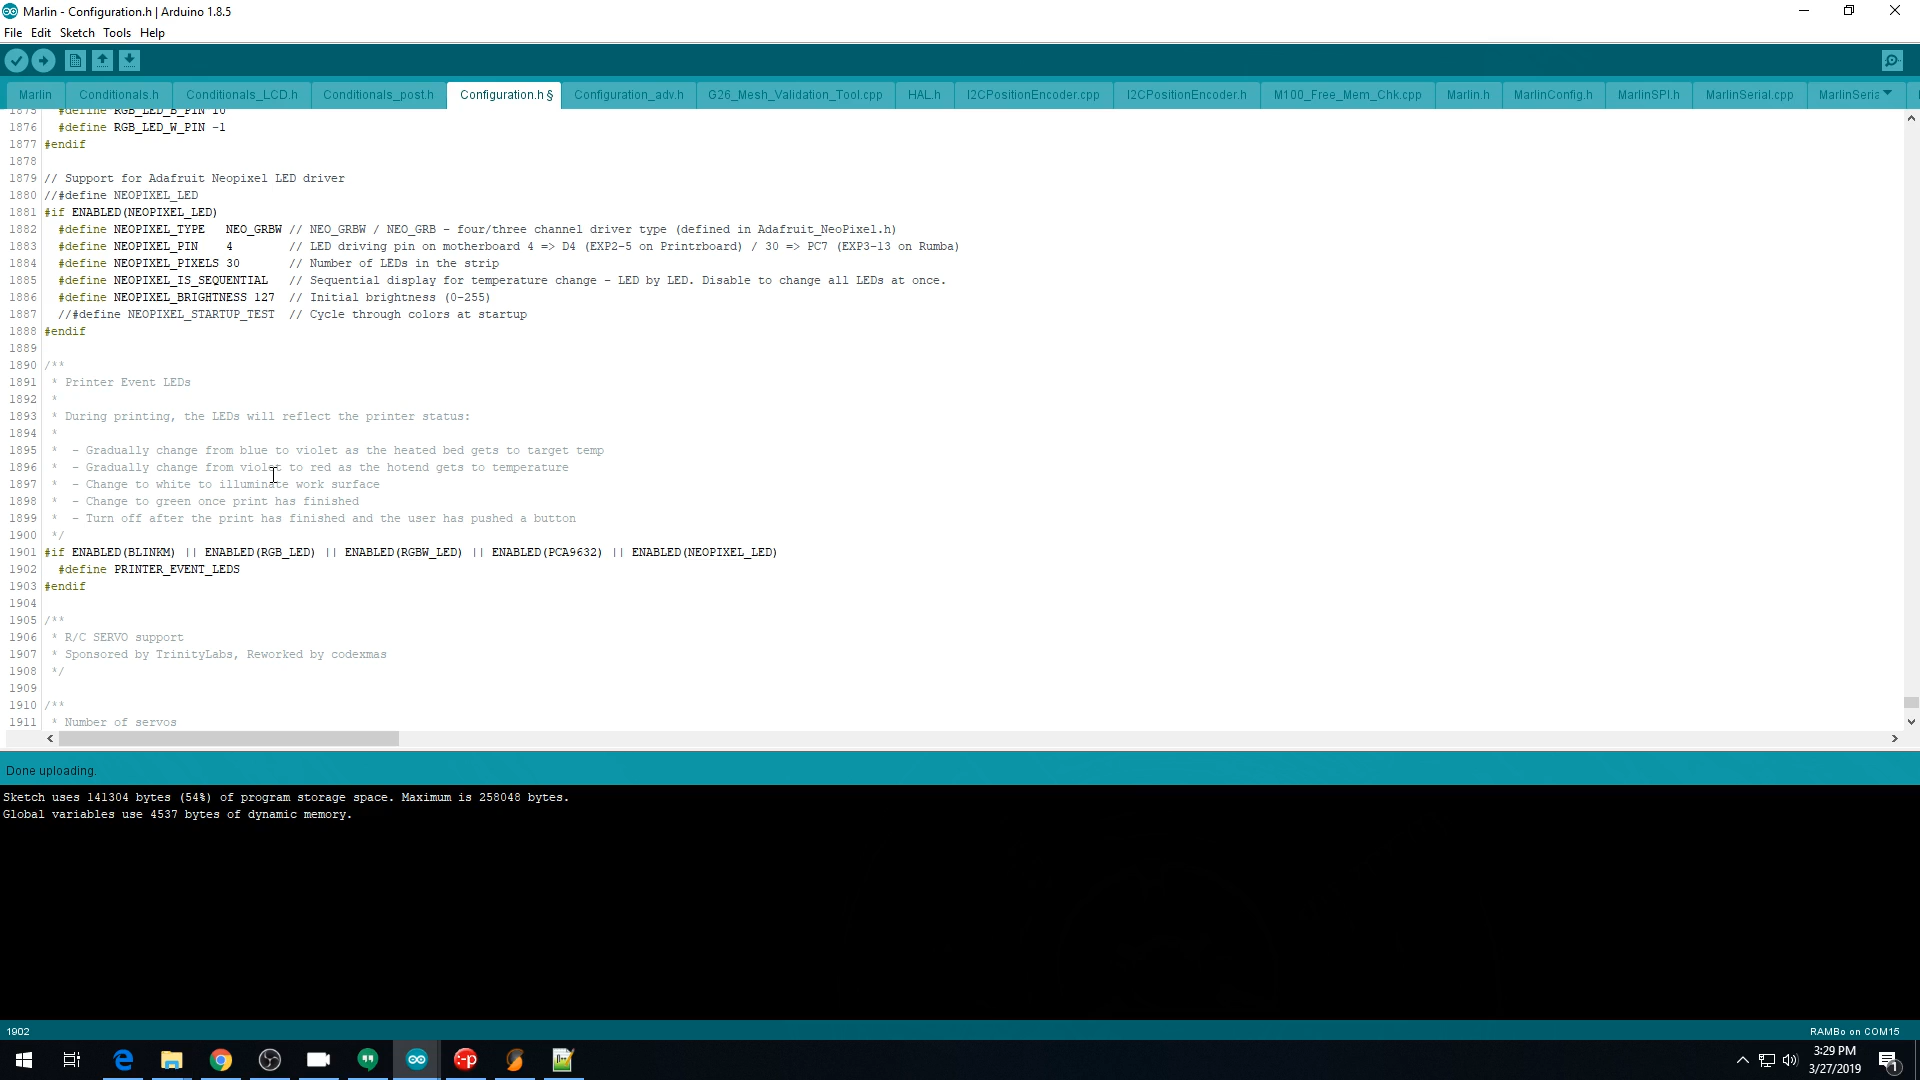 Marlin - Configuration.h | Arduino 1.8.5
File Edit Sketch Tools Help
Marlin Conditionals.h Conditionals_LCD.h Conditionals_post.h Configuration.h § Configuration_adv.h G26_Mesh_Validation_Tool.cpp HAL.h I2CPositionEncoder.cpp I2CPositionEncoder.h M100_Free_Mem_Chk.cpp Marlin.h MarlinConfig.h MarlinSPI.h MarlinSerial.cpp MarlinSeria
1875 #define RGB_LED_B_PIN 10
1876 #define RGB_LED_W_PIN -1
1877 #endif
1878
1879 // Support for Adafruit Neopixel LED driver
1880 //#define NEOPIXEL_LED
1881 #if ENABLED(NEOPIXEL_LED)
1882 #define NEOPIXEL_TYPE NEO_GRBW // NEO_GRBW / NEO_GRB - four/three channel driver type (defined in Adafruit_NeoPixel.h)
1883 #define NEOPIXEL_PIN 4 // LED driving pin on motherboard 4 => D4 (EXP2-5 on Printrboard) / 30 => PC7 (EXP3-13 on Rumba)
1884 #define NEOPIXEL_PIXELS 30 // Number of LEDs in the strip
1885 #define NEOPIXEL_IS_SEQUENTIAL // Sequential display for temperature change - LED by LED. Disable to change all LEDs at once.
1886 #define NEOPIXEL_BRIGHTNESS 127 // Initial brightness (0-255)
1887 //#define NEOPIXEL_STARTUP_TEST // Cycle through colors at startup
1888 #endif
1889
1890 /**
1891 * Printer Event LEDs
1892 *
1893 * During printing, the LEDs will reflect the printer status:
1894 *
1895 * - Gradually change from blue to violet as the heated bed gets to target temp
1896 * - Gradually change from violet to red as the hotend gets to temperature
1897 * - Change to white to illuminate work surface
1898 * - Change to green once print has finished
1899 * - Turn off after the print has finished and the user has pushed a button
1900 */
1901 #if ENABLED(BLINKM) || ENABLED(RGB_LED) || ENABLED(RGBW_LED) || ENABLED(PCA9632) || ENABLED(NEOPIXEL_LED)
1902 #define PRINTER_EVENT_LEDS
1903 #endif
1904
1905 /**
1906 * R/C SERVO support
1907 * Sponsored by TrinityLabs, Reworked by codexmas
1908 */
1909
1910 /**
1911 * Number of servos
Done uploading.
Sketch uses 141304 bytes (54%) of program storage space. Maximum is 258048 bytes.
Global variables use 4537 bytes of dynamic memory.
1902
RAMBo on COM15
3:29 PM
3/27/2019
1